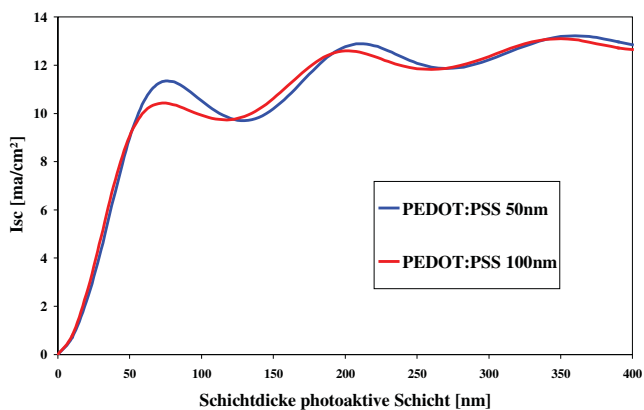 14
12
10
8
6
4
2
0
Isc [ma/cm²]
PEDOT:PSS 50nm
PEDOT:PSS 100nm
0 50 100 150 200 250 300 350 400
Schichtdicke photoaktive Schicht [nm]